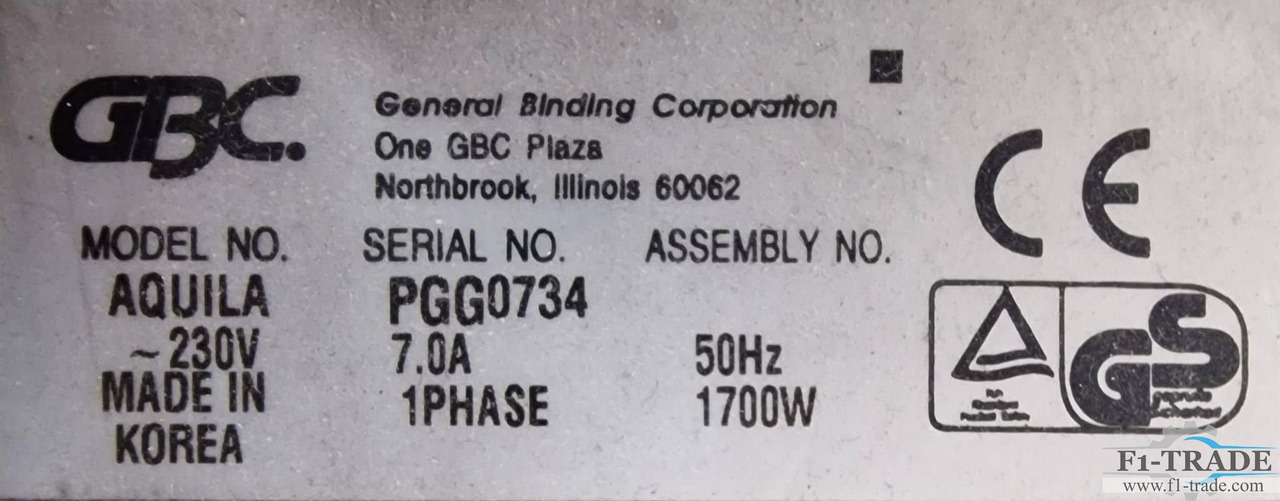 GBC.
General Binding Corporation
One GBC Plaza
Northbrook, Illinois 60062
CE
MODEL NO. SERIAL NO. ASSEMBLY NO.
AQUILA PGG0734
~230V 7.0A 50Hz
MADE IN 1PHASE 1700W
KOREA
GS
geprüfte
F1-TRADE
www.f1-trade.com